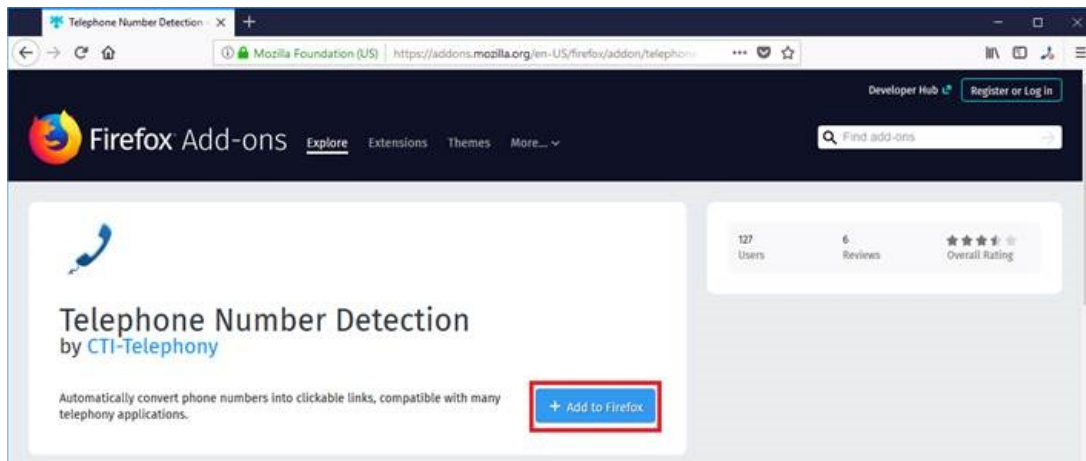 Telephone Number Detection
Mozilla Foundation (US) https://addons.mozilla.org/en-US/firefox/addon/telephon
Developer Hub Register or Log in
Firefox Add-ons Explore Extensions Themes More... Find add-ons
127 6
Users Reviews Overall Rating
Telephone Number Detection
by CTI-Telephony
Automatically convert phone numbers into clickable links, compatible with many
telephony applications.
+ Add to Firefox